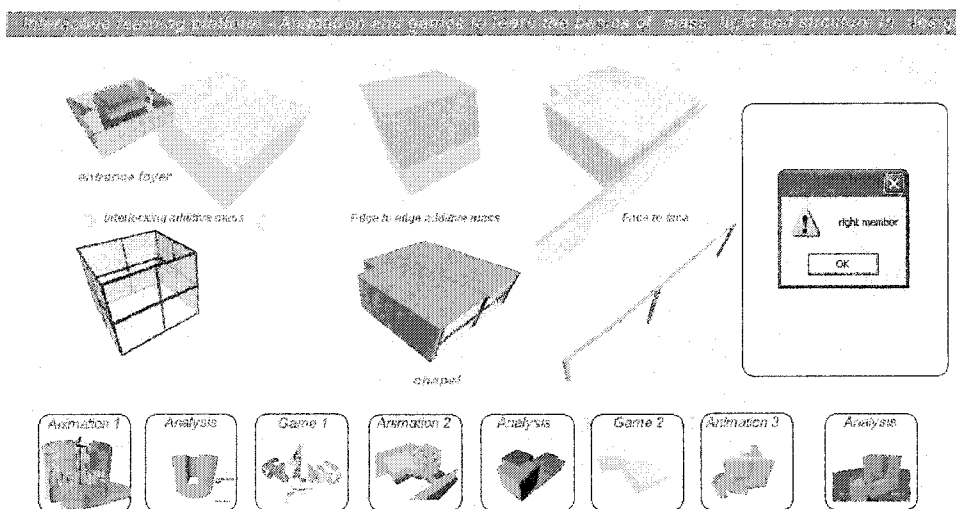 Interactive learning platform - Animation and games to learn the basics of mass, light and structure in desig
entrance foyer
Interlocking additive mass
Edge to edge additive mass
Face to face
right member
OK
chapel
Animation 1
Analysis
Game 1
Animation 2
Analysis
Game 2
Animation 3
Analysis